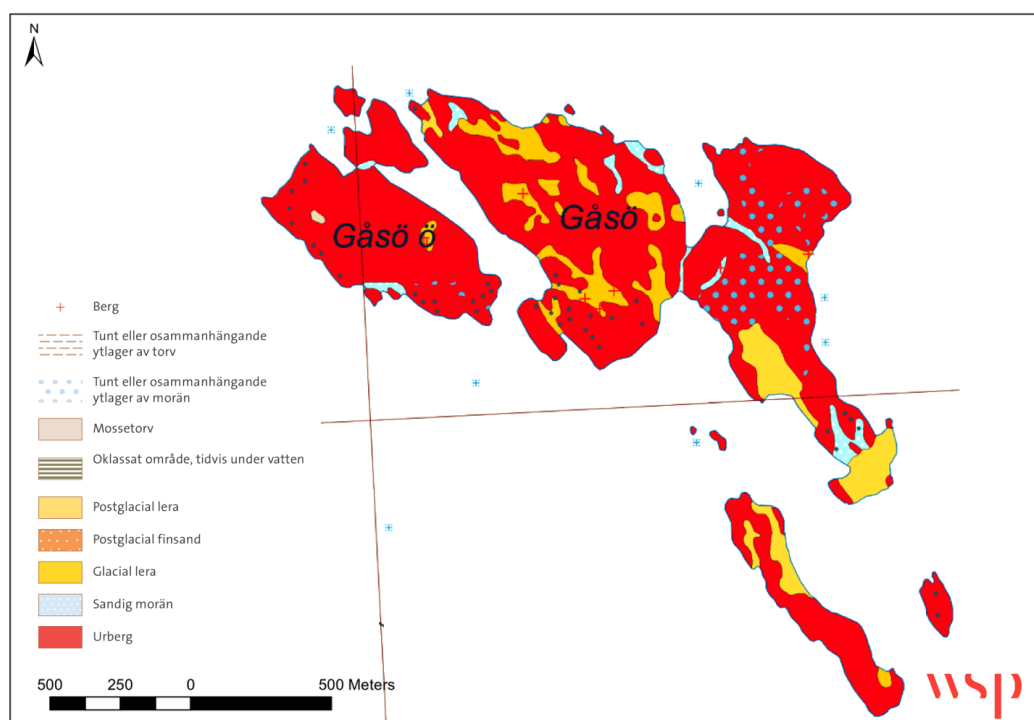 N
Gåsö ö
Gåsö
Berg
Tunt eller osammanhängande
ytlager av torv
Tunt eller osammanhängande
ytlager av morän
Mossetorv
Oklassat område, tidvis under vatten
Postglacial lera
Postglacial finsand
Glacial lera
Sandig morän
Urberg
500 250 0 500 Meters
wsp